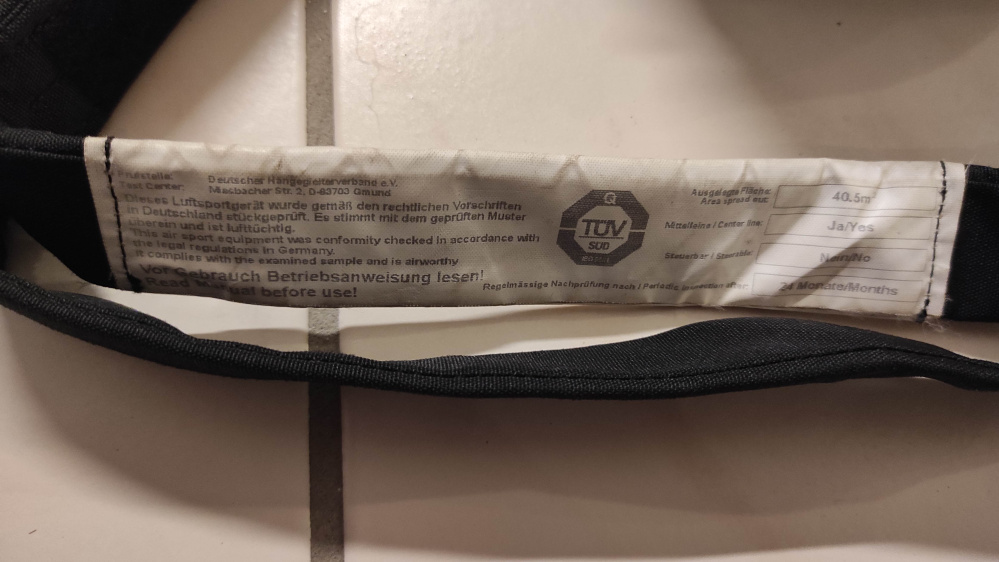 Prüfstelle: Deutscher Hängegleiterverband e.V.
Test Center: Miesbacher Str. 2, D-83703 Gmund
Dieses Luftsportgerät wurde gemäß den rechtlichen Vorschriften
in Deutschland stückgeprüft. Es stimmt mit dem geprüften Muster
überein und ist lufttüchtig.
This air sport equipment was conformity checked in accordance with
the legal regulations in Germany.
It complies with the examined sample and is airworthy
Vor Gebrauch Betriebsanweisung lesen!
Read Manual before use!
TÜV
SÜD
Ausgelegte Fläche:
Area spread out:
40.5m²
Mittelleine / Center line: Ja/Yes
Steuerbar / Steerable: Nein/No
Regelmässige Nachprüfung nach / Periodic inspection after: 24 Monate/Months